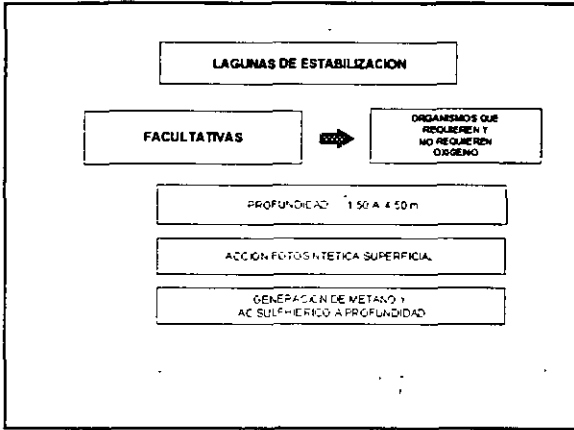 LAGUNAS DE ESTABILIZACION
FACULTATIVAS
ORGANISMOS QUE
REQUIEREN Y
NO REQUIEREN
OXIGENO
PROFUNDIDAD 1.50 A 4.50 m
ACCION FOTOSINTETICA SUPERFICIAL
GENERACION DE METANO Y
AC SULFHIERICO A PROFUNDIDAD